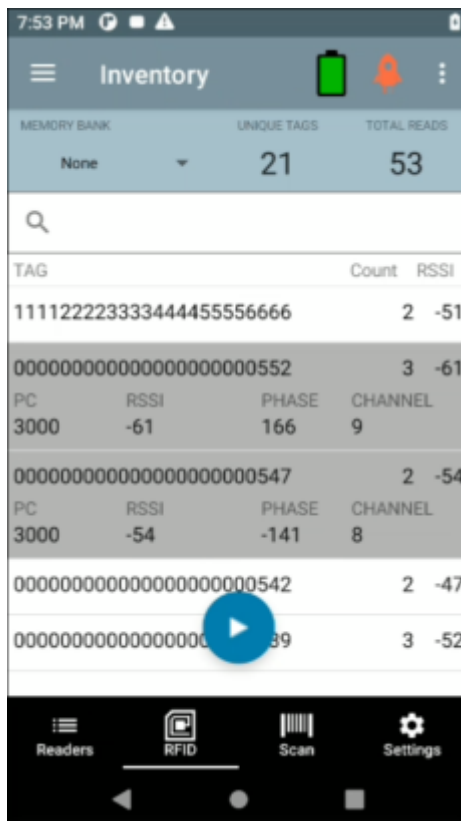 7:53 PM
Inventory
MEMORY BANK UNIQUE TAGS TOTAL READS
None 21 53
TAG Count RSSI
111122223333444455556666 2 -51
000000000000000000000552 3 -61
PC RSSI PHASE CHANNEL
3000 -61 166 9
000000000000000000000547 2 -54
PC RSSI PHASE CHANNEL
3000 -54 -141 8
000000000000000000000542 2 -47
3 -52
Readers RFID Scan Settings